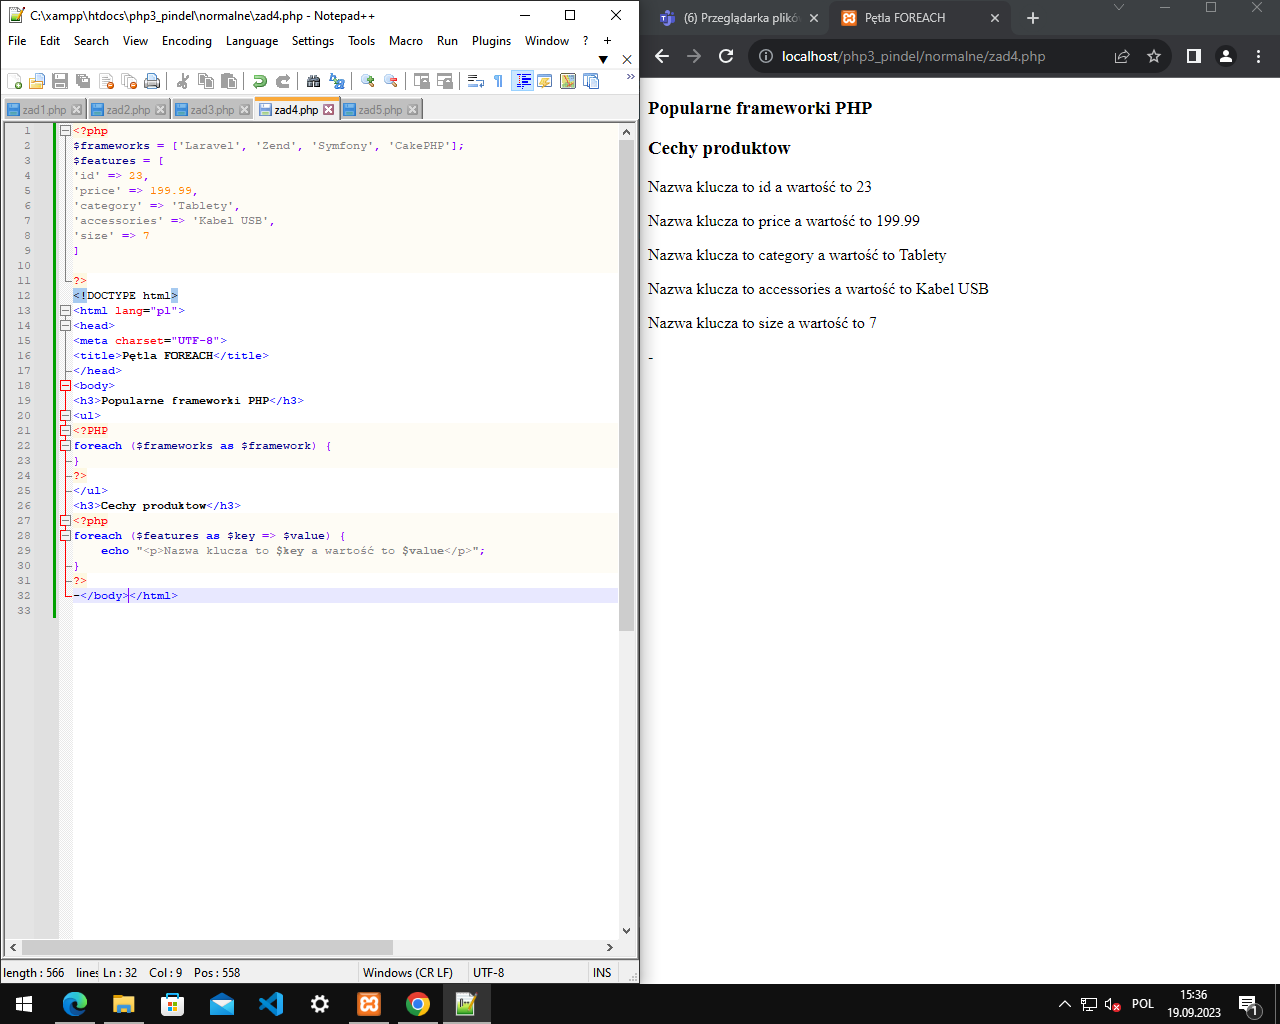 C:\xampp\htdocs\php3_pindel\normalne\zad4.php - Notepad++
File Edit Search View Encoding Language Settings Tools Macro Run Plugins Window ? +
zad1.php zad2.php zad3.php zad4.php zad5.php
1 <?php
2 $frameworks = ['Laravel', 'Zend', 'Symfony', 'CakePHP'];
3 $features = [
4 'id' => 23,
5 'price' => 199.99,
6 'category' => 'Tablety',
7 'accessories' => 'Kabel USB',
8 'size' => 7
9 ]
10
11 ?>
12 <!DOCTYPE html>
13 <html lang="pl">
14 <head>
15 <meta charset="UTF-8">
16 <title>Pętla FOREACH</title>
17 </head>
18 <body>
19 <h3>Popularne frameworki PHP</h3>
20 <ul>
21 <?PHP
22 foreach ($frameworks as $framework) {
23 }
24 ?>
25 </ul>
26 <h3>Cechy produktow</h3>
27 <?php
28 foreach ($features as $key => $value) {
29 echo "<p>Nazwa klucza to $key a wartość to $value</p>";
30 }
31 ?>
32 -</body></html>
33
length : 566 lines Ln : 32 Col : 9 Pos : 558 Windows (CR LF) UTF-8 INS
(6) Przeglądarka plików Pętla FOREACH
localhost/php3_pindel/normalne/zad4.php
Popularne frameworki PHP
Cechy produktow
Nazwa klucza to id a wartość to 23
Nazwa klucza to price a wartość to 199.99
Nazwa klucza to category a wartość to Tablety
Nazwa klucza to accessories a wartość to Kabel USB
Nazwa klucza to size a wartość to 7
-
POL
15:36
19.09.2023
1